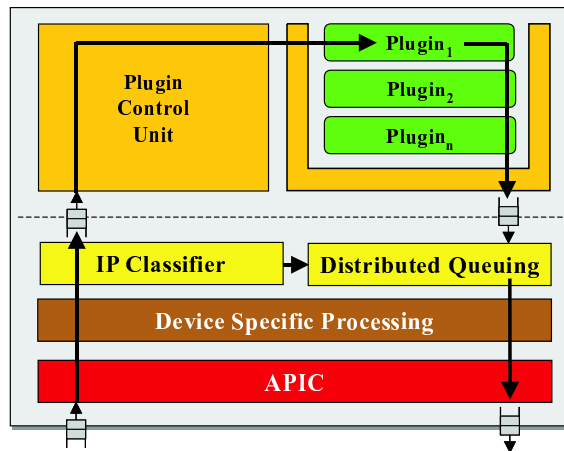 Plugin
Control
Unit
Plugin₁
Plugin₂
Pluginₙ
IP Classifier
Distributed Queuing
Device Specific Processing
APIC